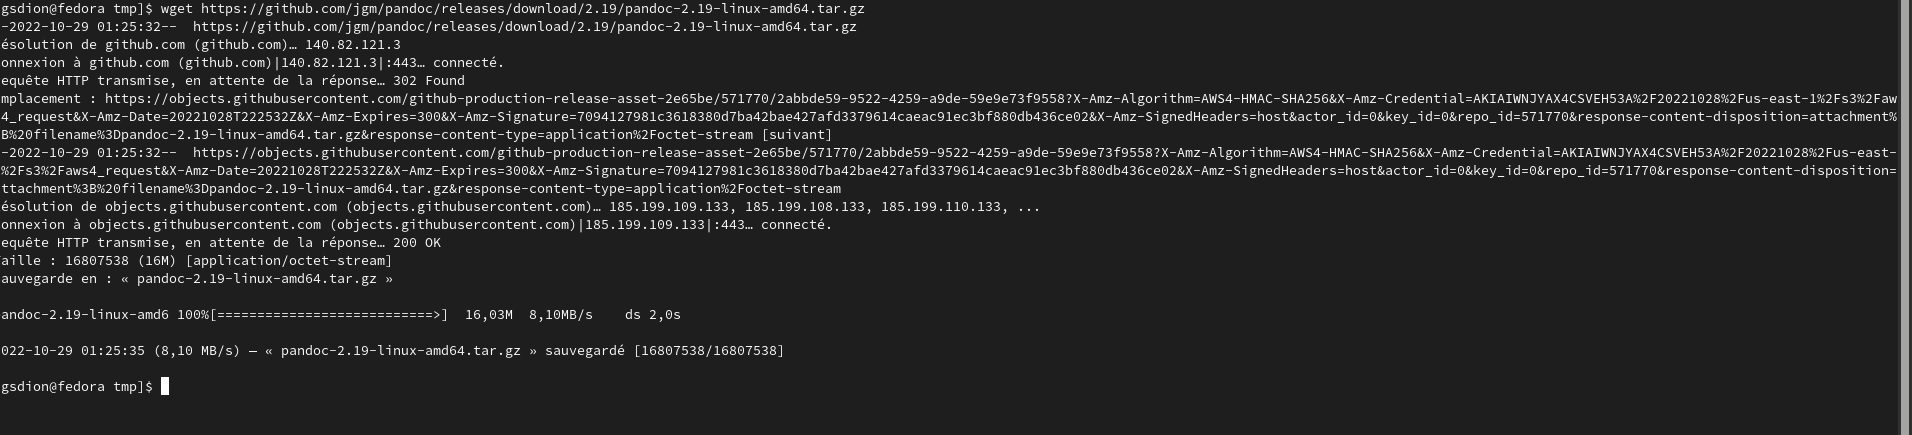 gsdion@fedora tmp]$ wget https://github.com/jgm/pandoc/releases/download/2.19/pandoc-2.19-linux-amd64.tar.gz
-2022-10-29 01:25:32--  https://github.com/jgm/pandoc/releases/download/2.19/pandoc-2.19-linux-amd64.tar.gz
ésolution de github.com (github.com)… 140.82.121.3
onnexion à github.com (github.com)|140.82.121.3|:443… connecté.
equête HTTP transmise, en attente de la réponse… 302 Found
mplacement : https://objects.githubusercontent.com/github-production-release-asset-2e65be/571770/2abbde59-9522-4259-a9de-59e9e73f9558?X-Amz-Algorithm=AWS4-HMAC-SHA256&X-Amz-Credential=AKIAIWNJYAX4CSVEH53A%2F20221028%2Fus-east-1%2Fs3%2Faw
4_request&X-Amz-Date=20221028T222532Z&X-Amz-Expires=300&X-Amz-Signature=7094127981c3618380d7ba42bae427afd3379614caeac91ec3bf880db436ce02&X-Amz-SignedHeaders=host&actor_id=0&key_id=0&repo_id=571770&response-content-disposition=attachment%
B%20filename%3Dpandoc-2.19-linux-amd64.tar.gz&response-content-type=application%2Foctet-stream [suivant]
-2022-10-29 01:25:32--  https://objects.githubusercontent.com/github-production-release-asset-2e65be/571770/2abbde59-9522-4259-a9de-59e9e73f9558?X-Amz-Algorithm=AWS4-HMAC-SHA256&X-Amz-Credential=AKIAIWNJYAX4CSVEH53A%2F20221028%2Fus-east-
%2Fs3%2Faws4_request&X-Amz-Date=20221028T222532Z&X-Amz-Expires=300&X-Amz-Signature=7094127981c3618380d7ba42bae427afd3379614caeac91ec3bf880db436ce02&X-Amz-SignedHeaders=host&actor_id=0&key_id=0&repo_id=571770&response-content-disposition=
ttachment%3B%20filename%3Dpandoc-2.19-linux-amd64.tar.gz&response-content-type=application%2Foctet-stream
ésolution de objects.githubusercontent.com (objects.githubusercontent.com)… 185.199.109.133, 185.199.108.133, 185.199.110.133, ...
onnexion à objects.githubusercontent.com (objects.githubusercontent.com)|185.199.109.133|:443… connecté.
equête HTTP transmise, en attente de la réponse… 200 OK
aille : 16807538 (16M) [application/octet-stream]
auvegarde en : « pandoc-2.19-linux-amd64.tar.gz »
andoc-2.19-linux-amd6 100%[===========================>]  16,03M  8,10MB/s    ds 2,0s
022-10-29 01:25:35 (8,10 MB/s) — « pandoc-2.19-linux-amd64.tar.gz » sauvegardé [16807538/16807538]
gsdion@fedora tmp]$